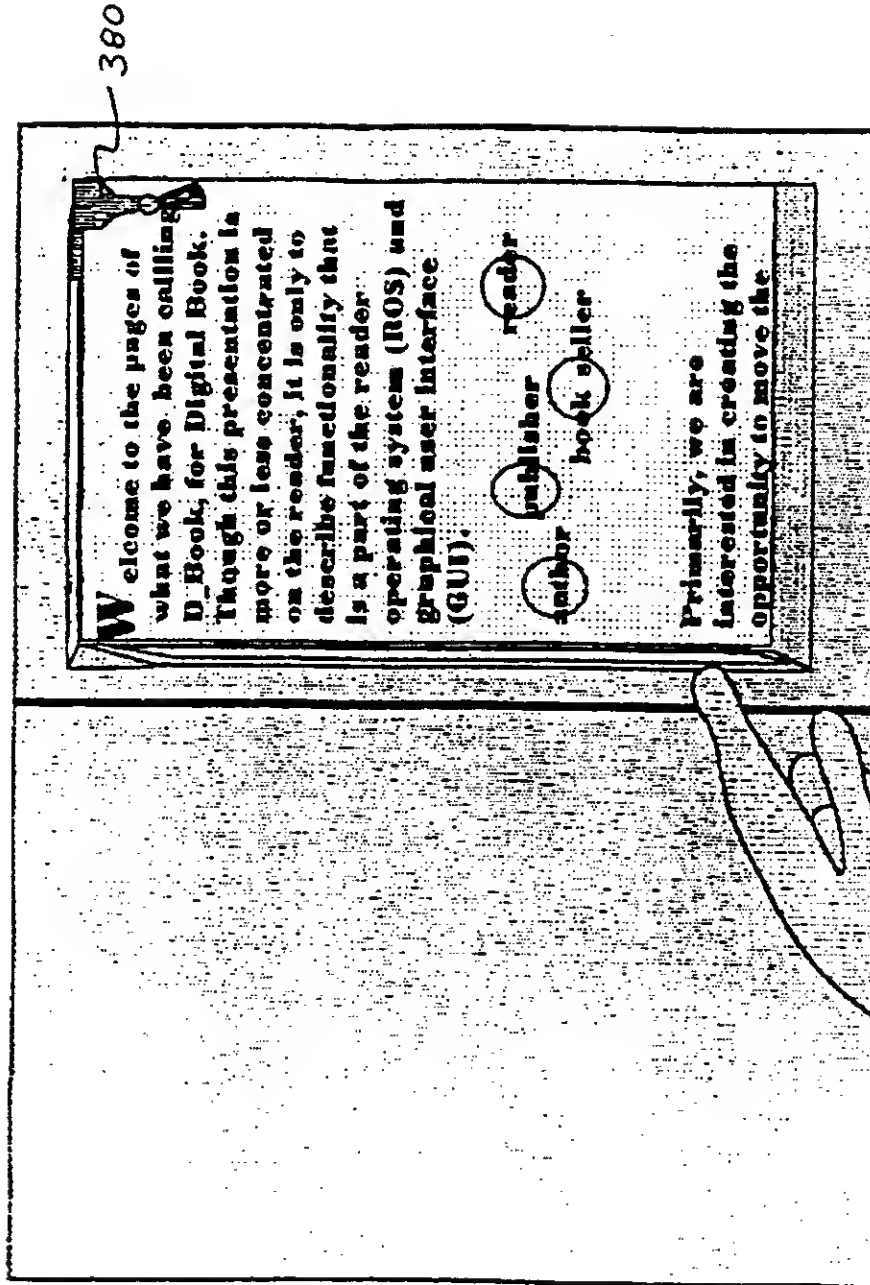 380
Welcome to the pages of
what we have been callling
D_Book, for Digital Book.
Though this presentation is
more or less concentrated
on the reader, it is only to
describe functionality that
is a part of the reader
operating system (ROS) and
graphical user interface
(GUI).
author publisher reader
book seller
Primarily, we are
interested in creating the
opportunity to move the